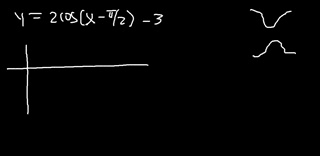 y = 2cos(x - π/2) - 3